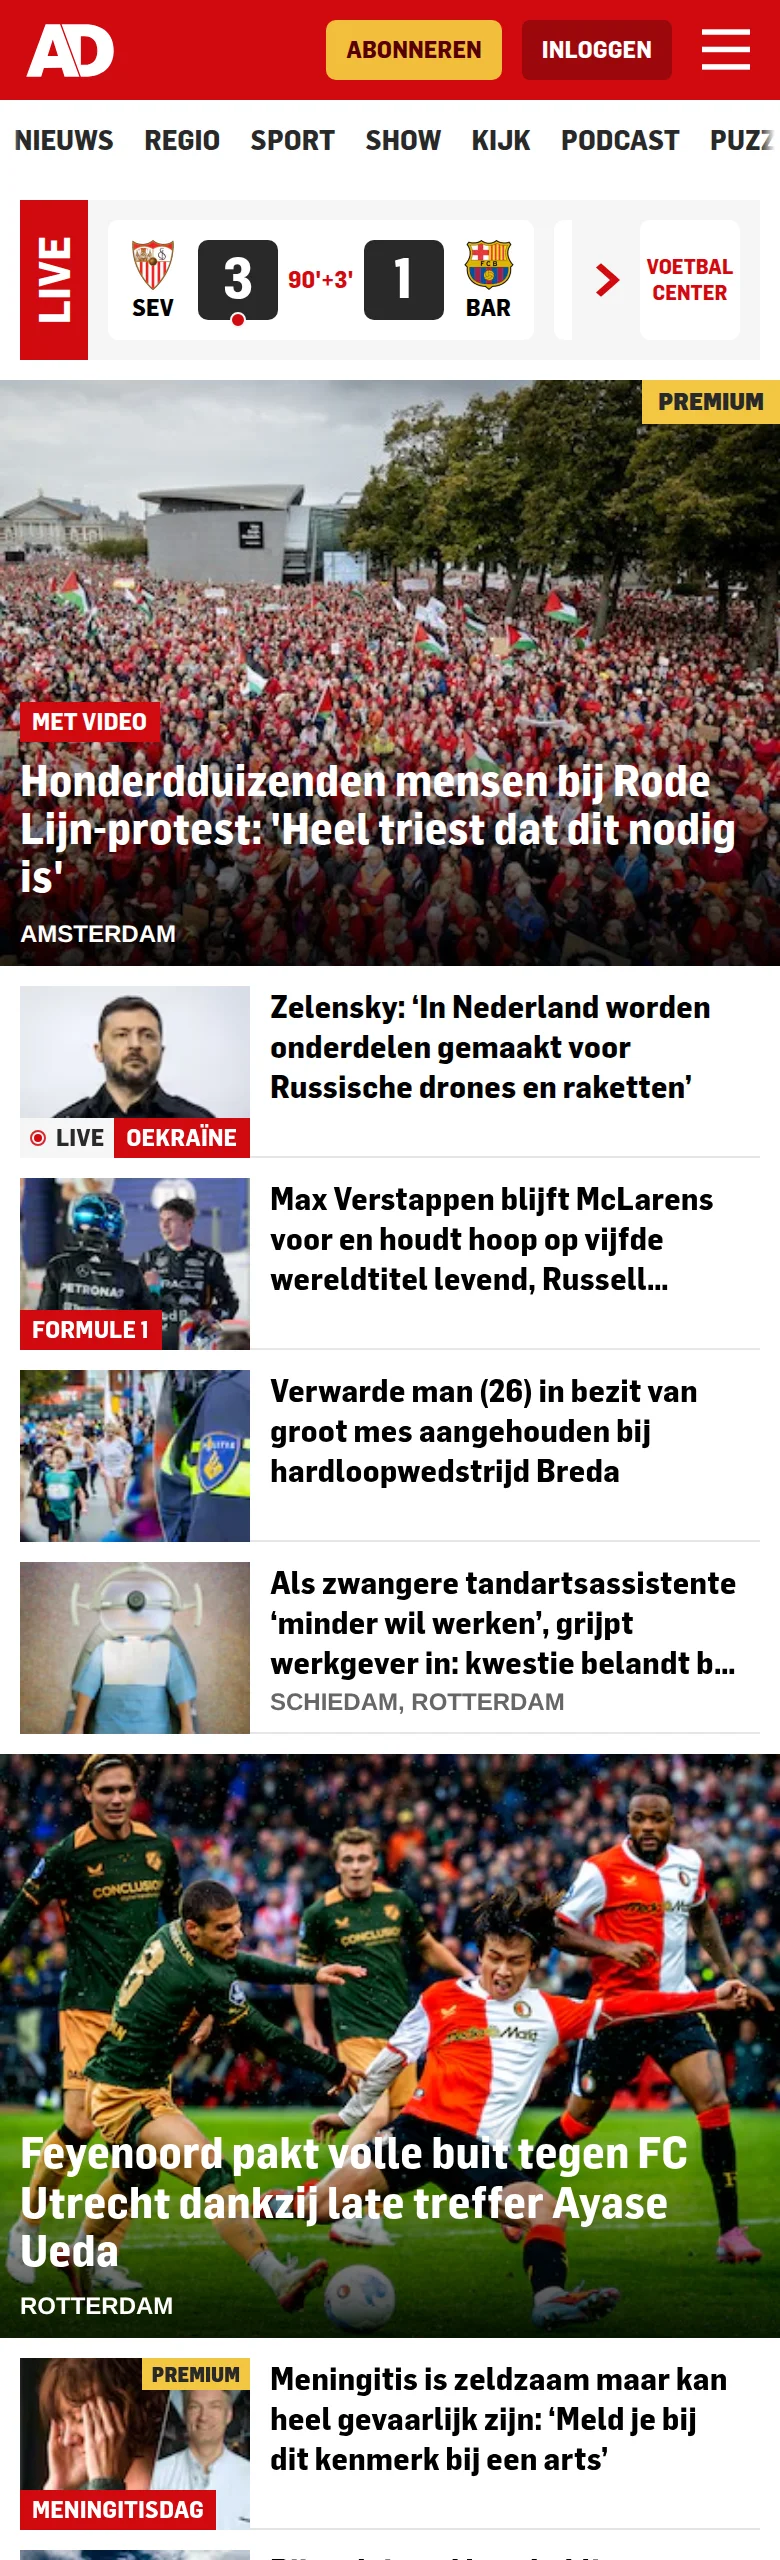 AD
ABONNEREN
INLOGGEN
NIEUWS REGIO SPORT SHOW KIJK PODCAST PUZZ
LIVE
SEV
3
90'+3'
1
BAR
VOETBAL
CENTER
PREMIUM
MET VIDEO
Honderdduizenden mensen bij Rode
Lijn-protest: 'Heel triest dat dit nodig
is'
AMSTERDAM
Zelensky: ‘In Nederland worden
onderdelen gemaakt voor
Russische drones en raketten’
LIVE OEKRAÏNE
Max Verstappen blijft McLarens
voor en houdt hoop op vijfde
wereldtitel levend, Russell...
PETRONAS
FORMULE 1
Verwarde man (26) in bezit van
groot mes aangehouden bij
hardloopwedstrijd Breda
POLITIE
Als zwangere tandartsassistente
‘minder wil werken’, grijpt
werkgever in: kwestie belandt b...
SCHIEDAM, ROTTERDAM
CONCLUSION
CONCLUSION
MediaMarkt
MediaMarkt
Feyenoord pakt volle buit tegen FC
Utrecht dankzij late treffer Ayase
Ueda
ROTTERDAM
PREMIUM
MENINGITISDAG
Meningitis is zeldzaam maar kan
heel gevaarlijk zijn: ‘Meld je bij
dit kenmerk bij een arts’